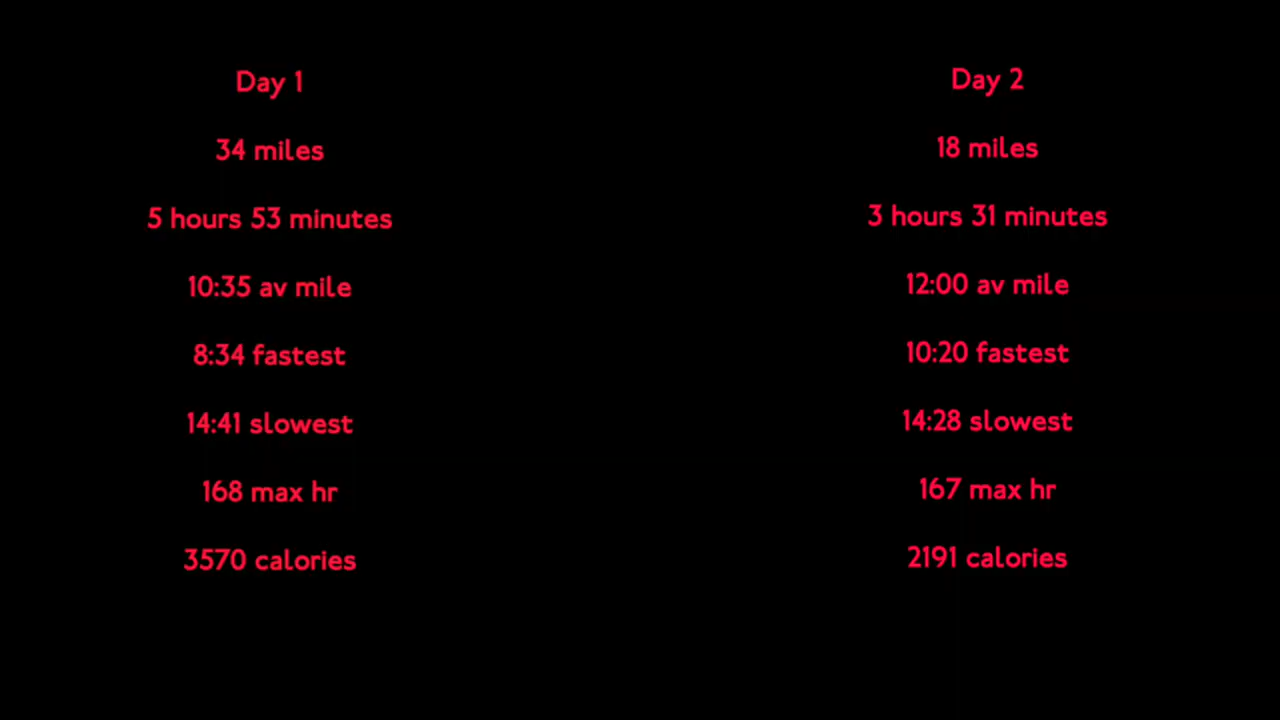 Day 1
34 miles
5 hours 53 minutes
10:35 av mile
8:34 fastest
14:41 slowest
168 max hr
3570 calories
Day 2
18 miles
3 hours 31 minutes
12:00 av mile
10:20 fastest
14:28 slowest
167 max hr
2191 calories